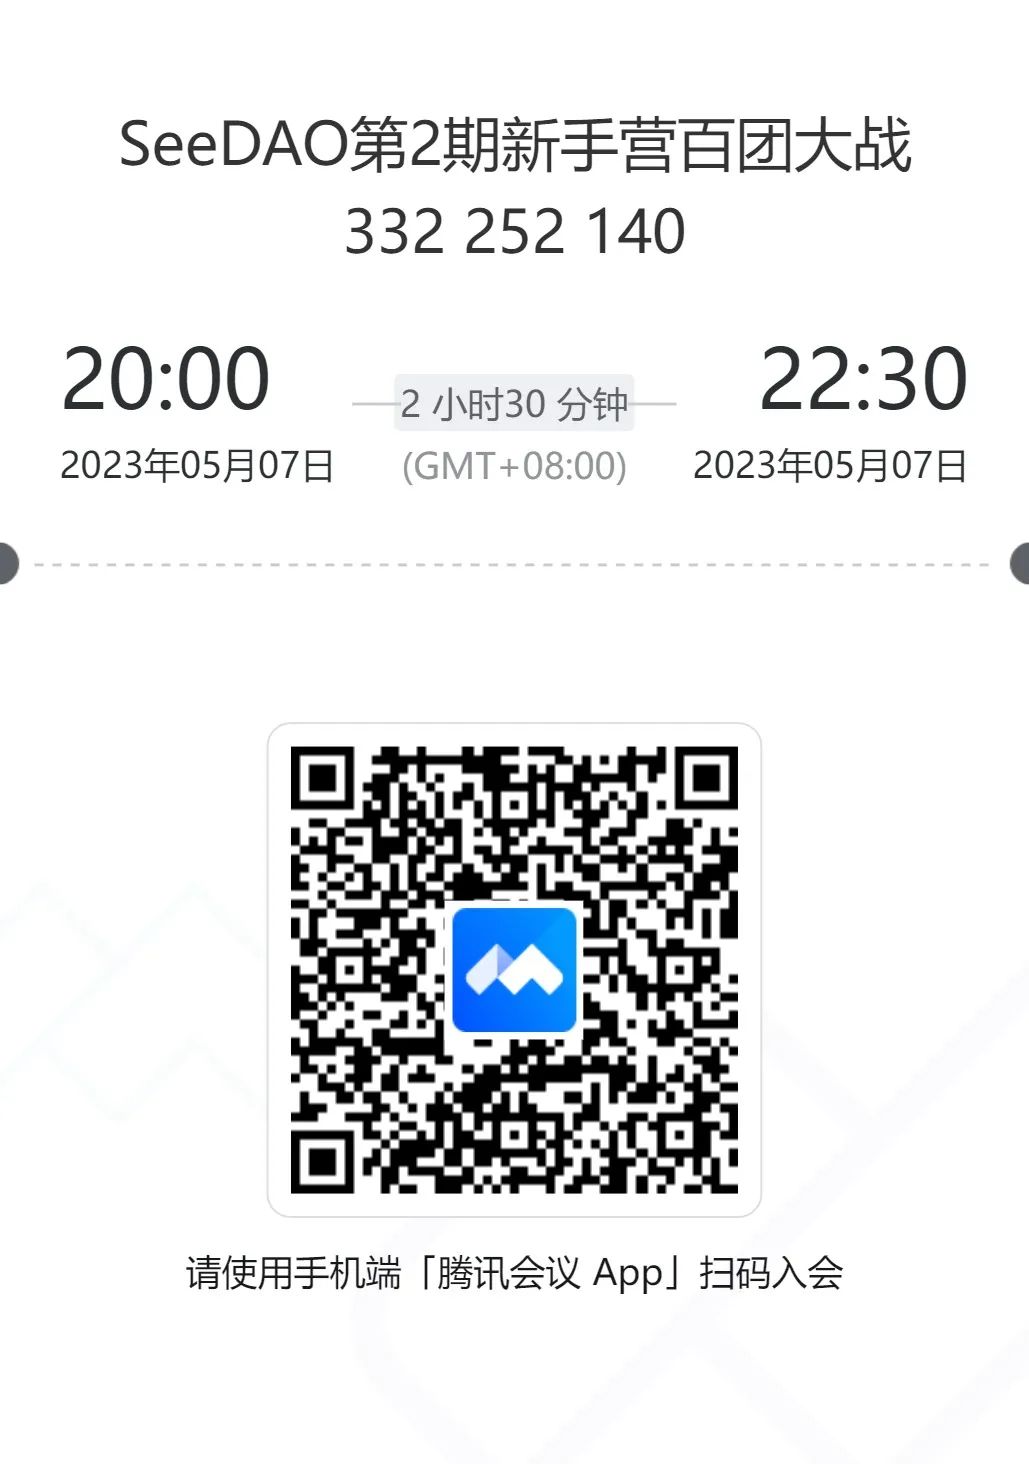 SeeDAO第2期新手营百团大战
332 252 140
20:00
2 小时30 分钟
22:30
2023年05月07日
(GMT+08:00)
2023年05月07日
请使用手机端「腾讯会议 App」扫码入会